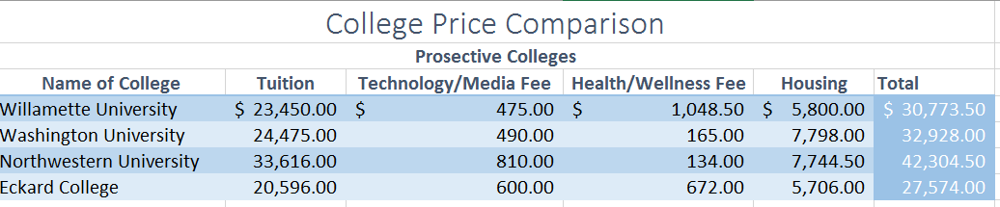 College Price Comparison
Prosective Colleges
Name of College Tuition Technology/Media Fee Health/Wellness Fee Housing Total
Willamette University $ 23,450.00 $ 475.00 $ 1,048.50 $ 5,800.00 $ 30,773.50
Washington University 24,475.00 490.00 165.00 7,798.00 32,928.00
Northwestern University 33,616.00 810.00 134.00 7,744.50 42,304.50
Eckard College 20,596.00 600.00 672.00 5,706.00 27,574.00